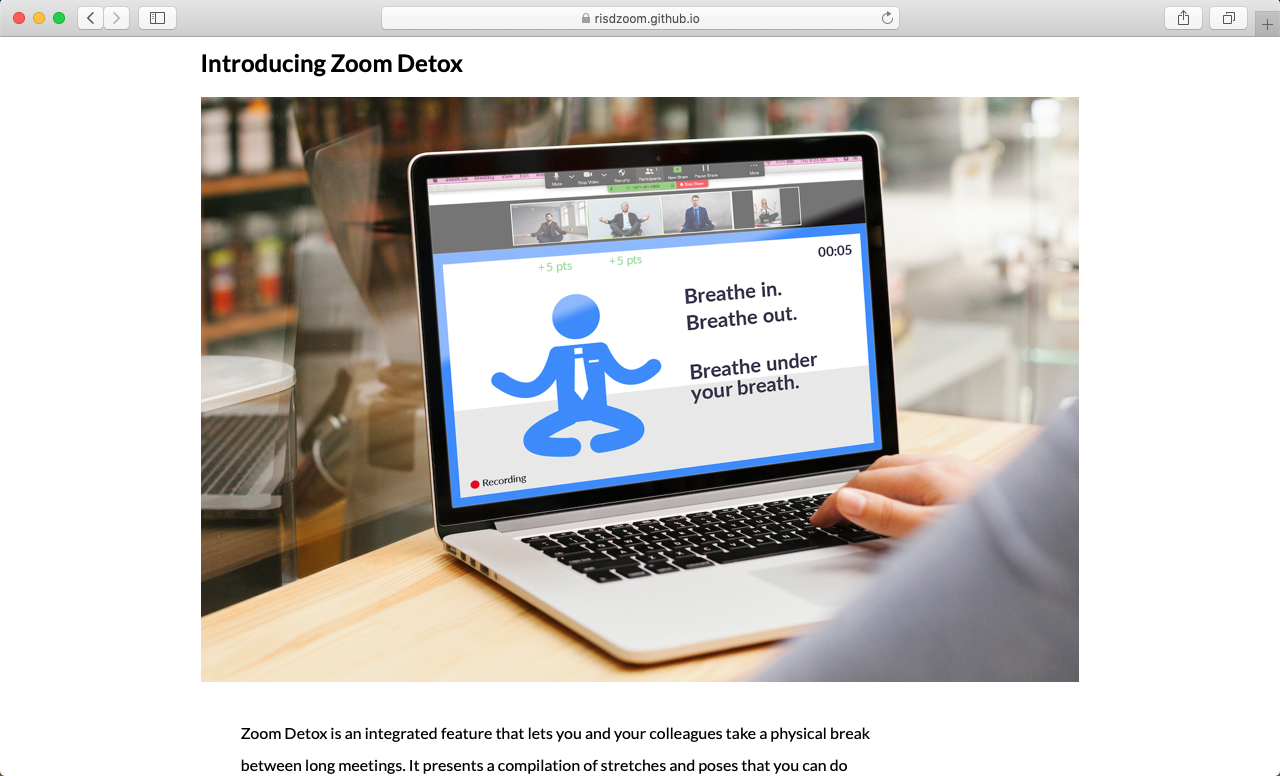 risdzoom.github.io
Introducing Zoom Detox
Mute
Stop Video
Security
Participants
New Share
Pause Share
More
Stop Share
+5 pts
+5 pts
00:05
Breathe in.
Breathe out.
Breathe under
your breath.
Recording
Zoom Detox is an integrated feature that lets you and your colleagues take a physical break
between long meetings. It presents a compilation of stretches and poses that you can do